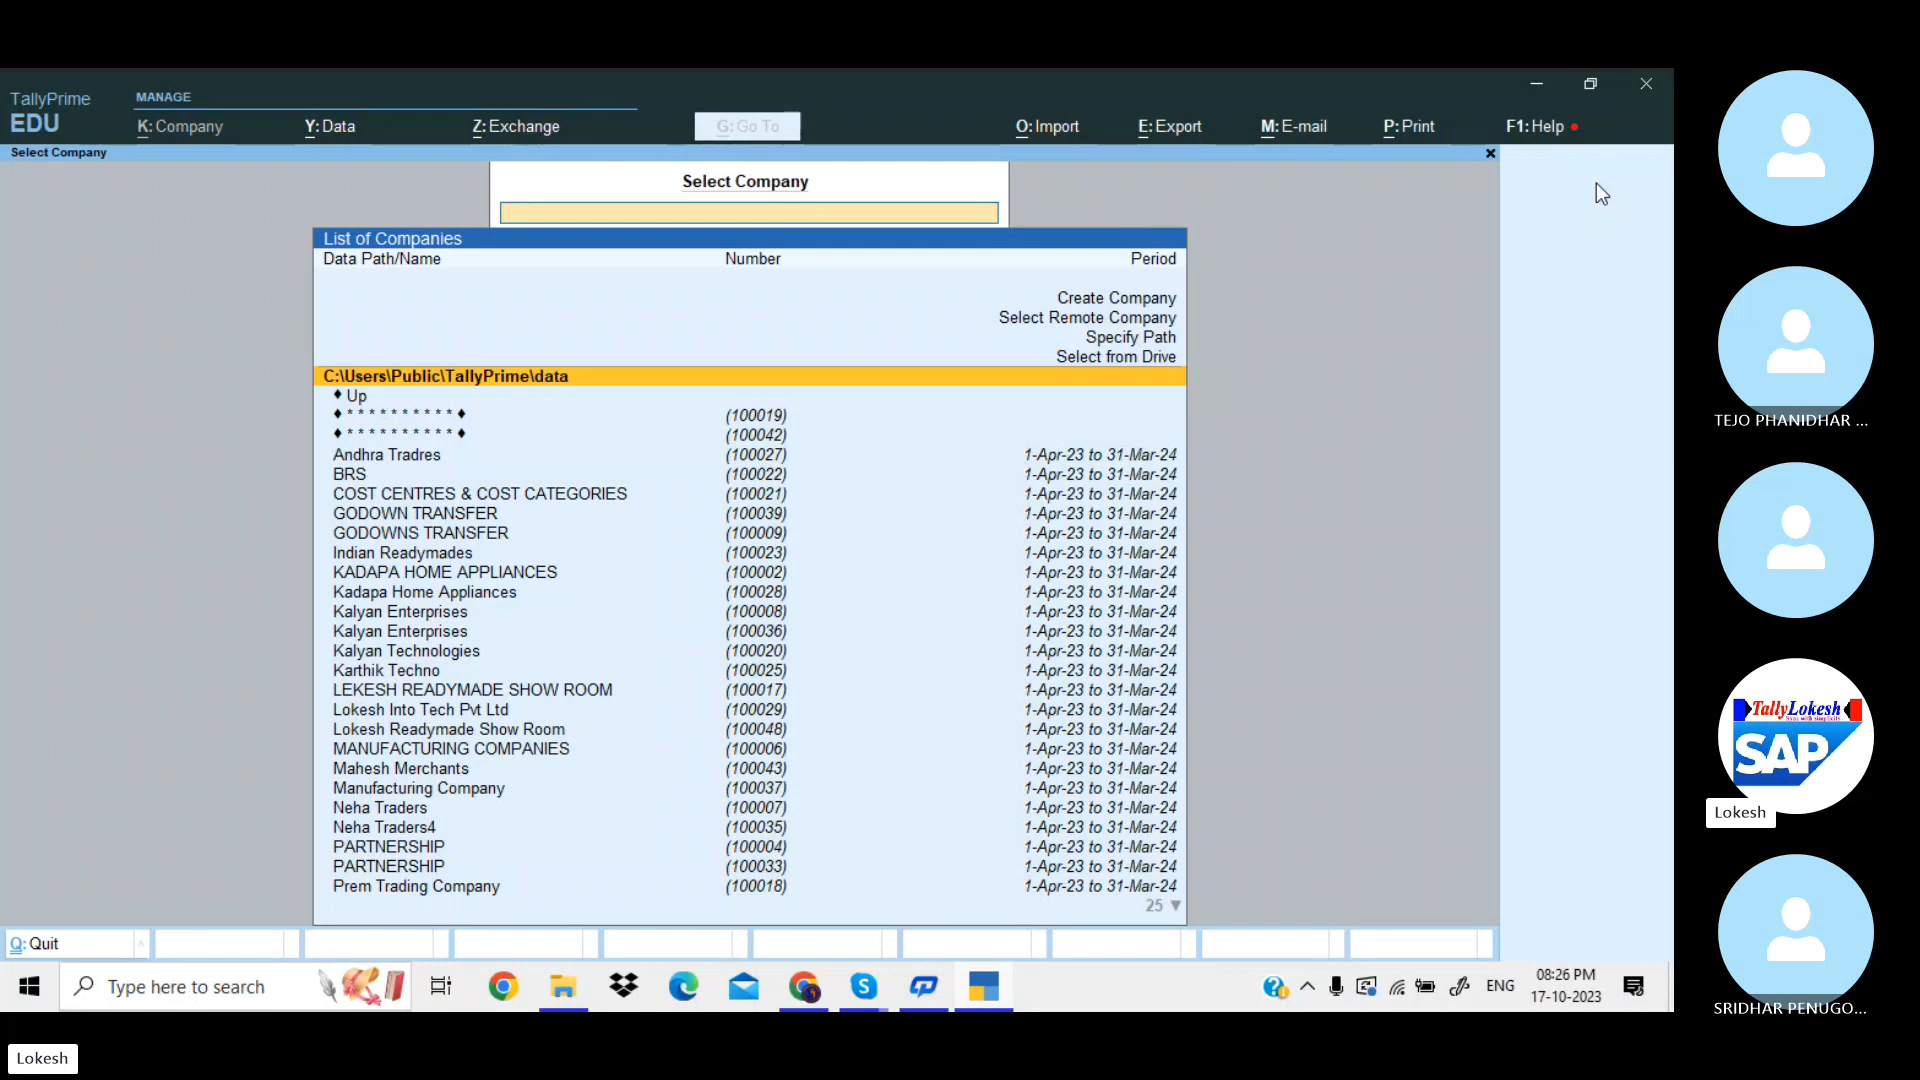 TallyPrime
EDU
MANAGE
K: Company
Y: Data
Z: Exchange
G: Go To
O: Import
E: Export
M: E-mail
P: Print
F1: Help
Select Company
Select Company
List of Companies
Data Path/Name Number Period
Create Company
Select Remote Company
Specify Path
Select from Drive
C:\Users\Public\TallyPrime\data
♦ Up
♦ * * * * * * * * * * ♦ (100019)
♦ * * * * * * * * * * ♦ (100042)
Andhra Tradres (100027) 1-Apr-23 to 31-Mar-24
BRS (100022) 1-Apr-23 to 31-Mar-24
COST CENTRES & COST CATEGORIES (100021) 1-Apr-23 to 31-Mar-24
GODOWN TRANSFER (100039) 1-Apr-23 to 31-Mar-24
GODOWNS TRANSFER (100009) 1-Apr-23 to 31-Mar-24
Indian Readymades (100023) 1-Apr-23 to 31-Mar-24
KADAPA HOME APPLIANCES (100002) 1-Apr-23 to 31-Mar-24
Kadapa Home Appliances (100028) 1-Apr-23 to 31-Mar-24
Kalyan Enterprises (100008) 1-Apr-23 to 31-Mar-24
Kalyan Enterprises (100036) 1-Apr-23 to 31-Mar-24
Kalyan Technologies (100020) 1-Apr-23 to 31-Mar-24
Karthik Techno (100025) 1-Apr-23 to 31-Mar-24
LEKESH READYMADE SHOW ROOM (100017) 1-Apr-23 to 31-Mar-24
Lokesh Into Tech Pvt Ltd (100029) 1-Apr-23 to 31-Mar-24
Lokesh Readymade Show Room (100048) 1-Apr-23 to 31-Mar-24
MANUFACTURING COMPANIES (100006) 1-Apr-23 to 31-Mar-24
Mahesh Merchants (100043) 1-Apr-23 to 31-Mar-24
Manufacturing Company (100037) 1-Apr-23 to 31-Mar-24
Neha Traders (100007) 1-Apr-23 to 31-Mar-24
Neha Traders4 (100035) 1-Apr-23 to 31-Mar-24
PARTNERSHIP (100004) 1-Apr-23 to 31-Mar-24
PARTNERSHIP (100033) 1-Apr-23 to 31-Mar-24
Prem Trading Company (100018) 1-Apr-23 to 31-Mar-24
25 ▼
Q: Quit
Type here to search
ENG
08:26 PM
17-10-2023
TEJO PHANIDHAR ...
TallyLokesh
Sync with simplicity
SAP
Lokesh
SRIDHAR PENUGO...
Lokesh